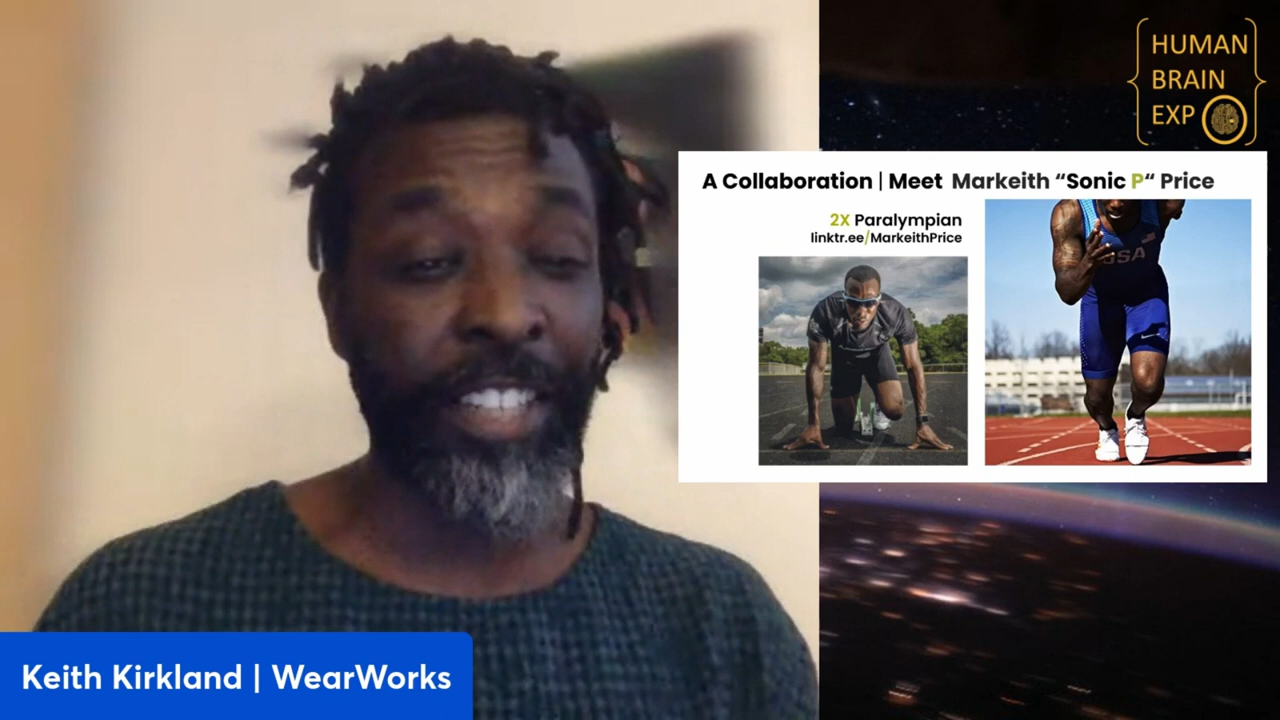 {HUMAN
BRAIN
EXP}
A Collaboration | Meet Markeith “Sonic P“ Price
2X Paralympian
linktr.ee/MarkeithPrice
USA
Keith Kirkland | WearWorks